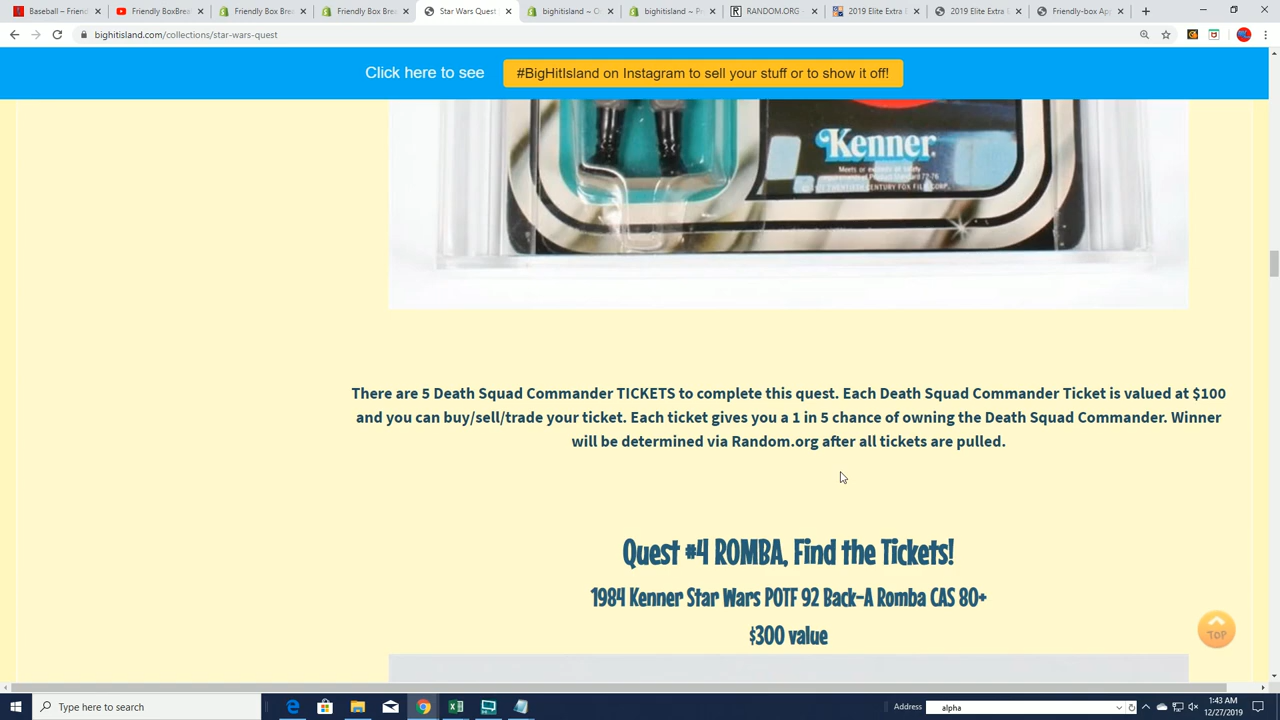 Baseball – Friendl
Friendly BoxBreak
Friendly Box Bre
Friendly Box Bre
Star Wars Quest
bighitisland ~ O
bighitisland ~ P
RANDOM.ORG -
2019 Elite Extra
2019 Elite Extra
Friendly-box App
bighitisland.com/collections/star-wars-quest
Click here to see
#BigHitIsland on Instagram to sell your stuff or to show it off!
Kenner
There are 5 Death Squad Commander TICKETS to complete this quest. Each Death Squad Commander Ticket is valued at $100
and you can buy/sell/trade your ticket. Each ticket gives you a 1 in 5 chance of owning the Death Squad Commander. Winner
will be determined via Random.org after all tickets are pulled.
Quest #4 ROMBA, Find the Tickets!
1984 Kenner Star Wars POTF 92 Back-A Romba CAS 80+
$300 value
TOP
Type here to search
Address
alpha
1:43 AM
12/27/2019